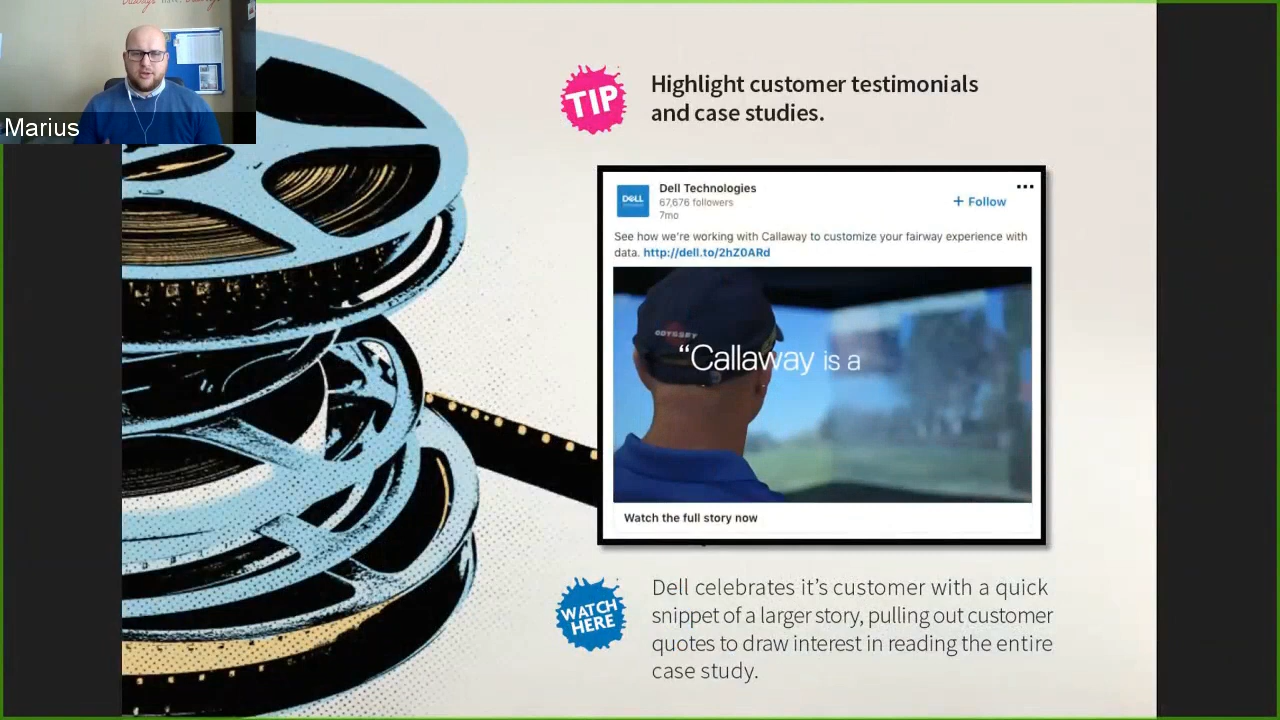 Marius
TIP
Highlight customer testimonials
and case studies.
DELL
Dell Technologies
67,676 followers
7mo
+ Follow
See how we're working with Callaway to customize your fairway experience with
data. http://dell.to/2hZ0ARd
ODYSSEY
“Callaway is a
Watch the full story now
WATCH
HERE
Dell celebrates it's customer with a quick
snippet of a larger story, pulling out customer
quotes to draw interest in reading the entire
case study.